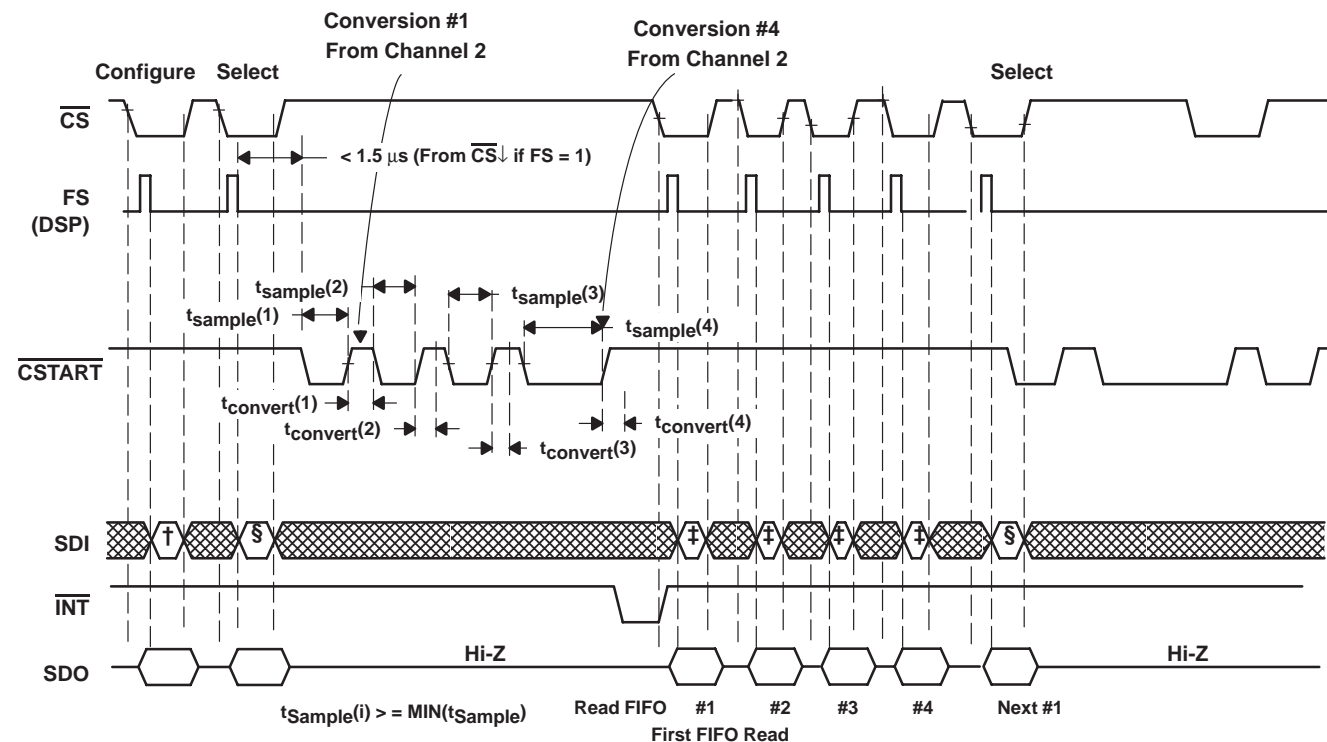 Conversion #1
From Channel 2
Conversion #4
From Channel 2
Configure
Select
Select
CS
< 1.5 μs (From CS↓ if FS = 1)
FS
(DSP)
tsample(2)
tsample(1)
tsample(3)
tsample(4)
CSTART
tconvert(1)
tconvert(2)
tconvert(4)
tconvert(3)
SDI
†
§
‡
‡
‡
‡
§
INT
SDO
Hi-Z
Hi-Z
tSample(i) > = MIN(tSample)
Read FIFO
#1
#2
#3
#4
Next #1
First FIFO Read